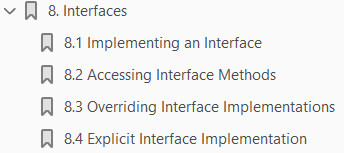 8. Interfaces
8.1 Implementing an Interface
8.2 Accessing Interface Methods
8.3 Overriding Interface Implementations
8.4 Explicit Interface Implementation